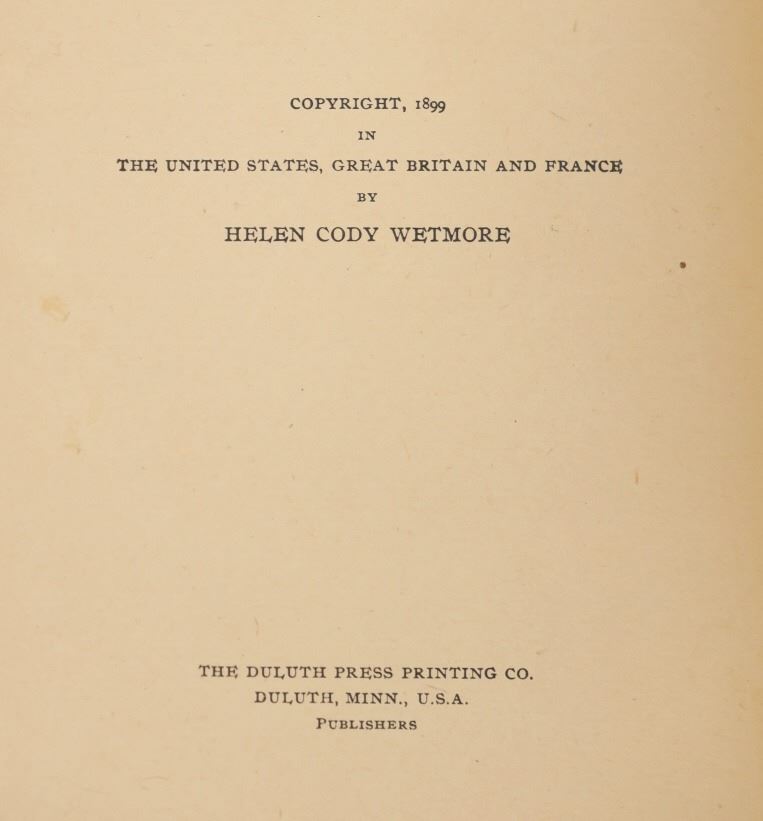 COPYRIGHT, 1899
IN
THE UNITED STATES, GREAT BRITAIN AND FRANCE
BY
HELEN CODY WETMORE
THE DULUTH PRESS PRINTING CO.
DULUTH, MINN., U.S.A.
PUBLISHERS